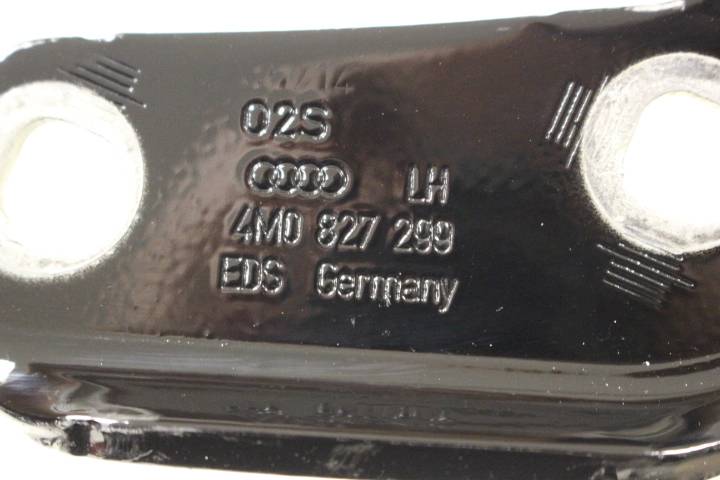 02S
LH
4M0 827 299
EDS Germany